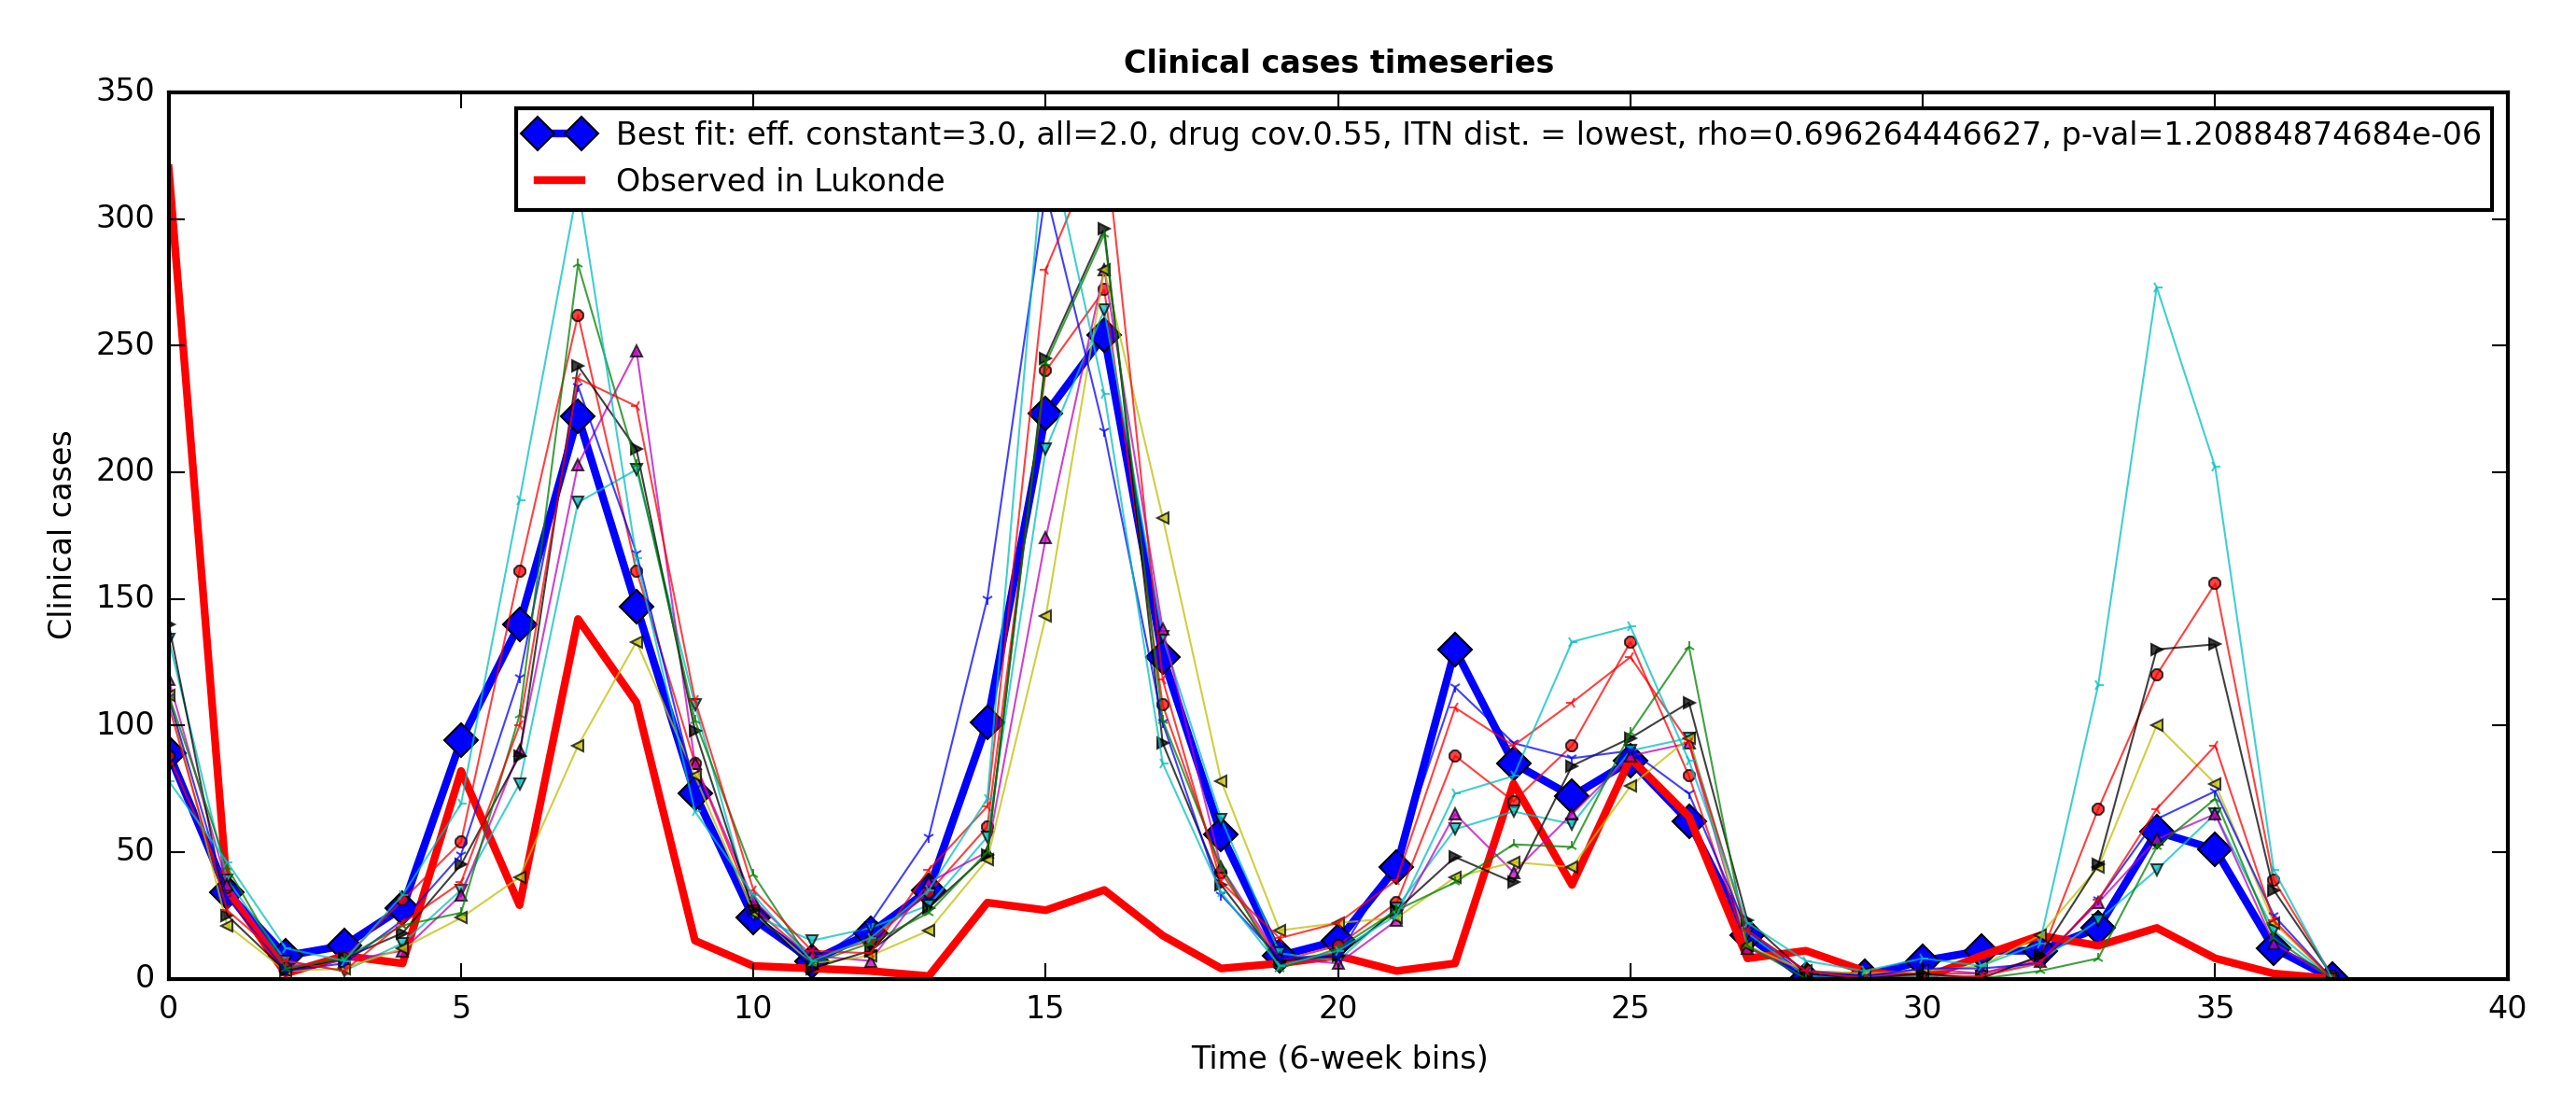 Clinical cases timeseries
350
300
250
200
150
100
50
0
Clinical cases
Best fit: eff. constant=3.0, all=2.0, drug cov.0.55, ITN dist. = lowest, rho=0.696264446627, p-val=1.20884874684e-06
Observed in Lukonde
0 5 10 15 20 25 30 35 40
Time (6-week bins)